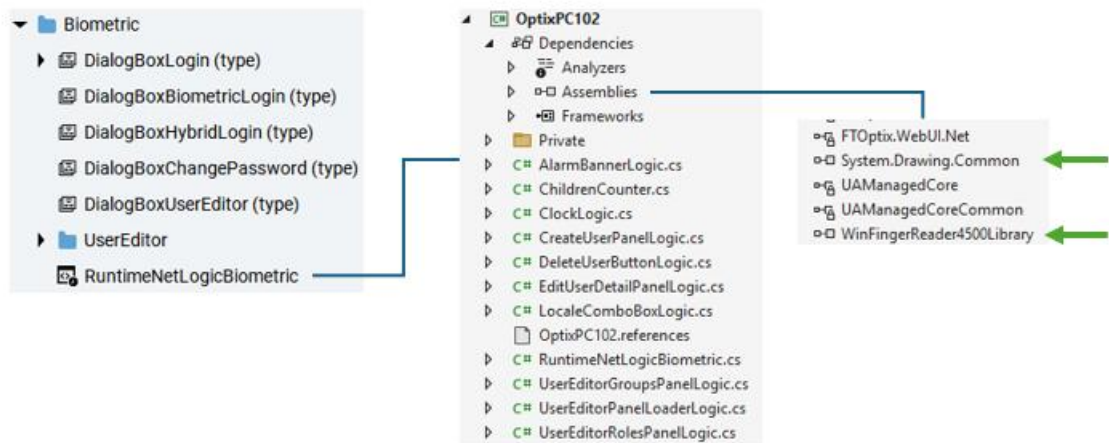 Biometric
DialogBoxLogin (type)
DialogBoxBiometricLogin (type)
DialogBoxHybridLogin (type)
DialogBoxChangePassword (type)
DialogBoxUserEditor (type)
UserEditor
RuntimeNetLogicBiometric
C# OptixPC102
Dependencies
Analyzers
Assemblies
Frameworks
Private
C# AlarmBannerLogic.cs
C# ChildrenCounter.cs
C# ClockLogic.cs
C# CreateUserPanelLogic.cs
C# DeleteUserButtonLogic.cs
C# EditUserDetailPanelLogic.cs
C# LocaleComboBoxLogic.cs
OptixPC102.references
C# RuntimeNetLogicBiometric.cs
C# UserEditorGroupsPanelLogic.cs
C# UserEditorPanelLoaderLogic.cs
C# UserEditorRolesPanelLogic.cs
FTOptix.WebUI.Net
System.Drawing.Common
UAManagedCore
UAManagedCoreCommon
WinFingerReader4500Library